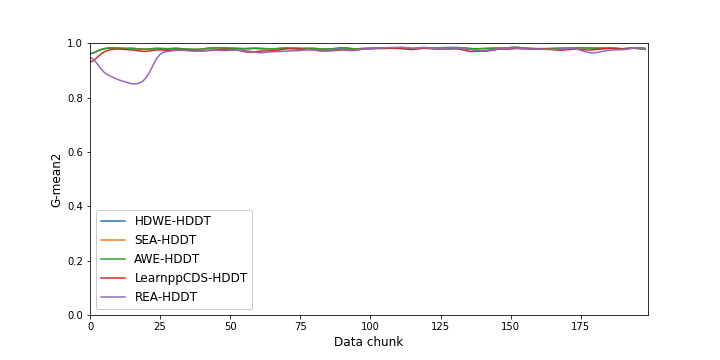 1.0
0.8
0.6
0.4
0.2
0.0
G-mean2
HDWE-HDDT
SEA-HDDT
AWE-HDDT
LearnppCDS-HDDT
REA-HDDT
0 25 50 75 100 125 150 175
Data chunk